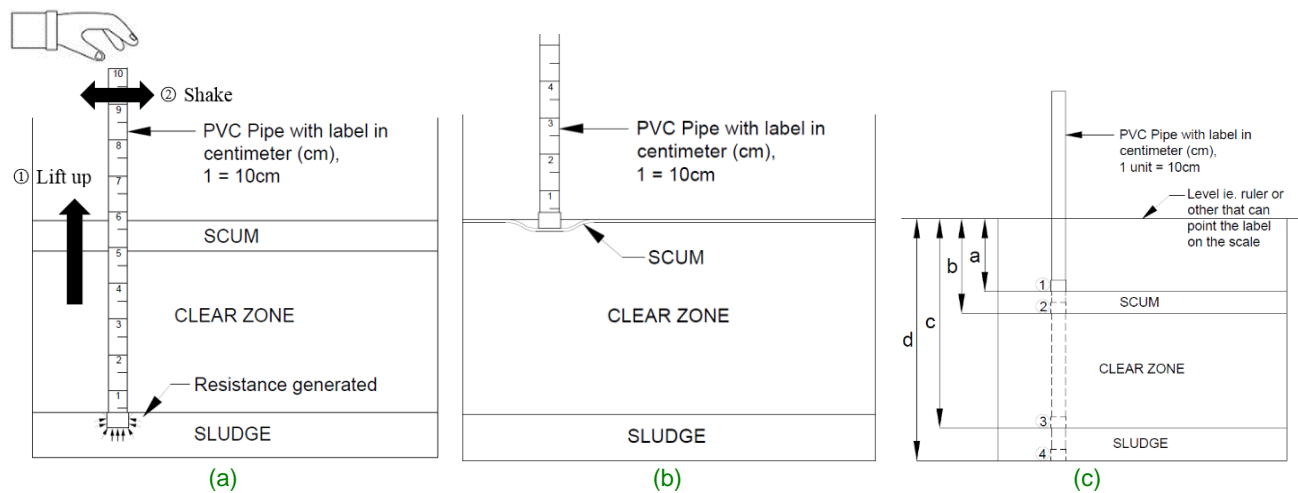 10
② Shake
9
PVC Pipe with label in
centimeter (cm),
1 = 10cm
8
7
① Lift up
6
SCUM
5
4
CLEAR ZONE
3
2
Resistance generated
1
SLUDGE
(a)
4
PVC Pipe with label in
centimeter (cm),
1 = 10cm
3
2
1
SCUM
CLEAR ZONE
SLUDGE
(b)
PVC Pipe with label in
centimeter (cm),
1 unit = 10cm
Level ie. ruler or
other that can
point the label
on the scale
a
b
c
d
1
SCUM
2
CLEAR ZONE
3
SLUDGE
4
(c)